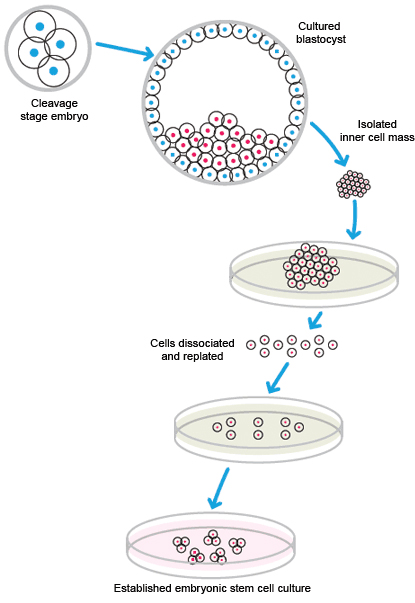 Cultured
blastocyst
Cleavage
stage embryo
Isolated
inner cell mass
Cells dissociated
and replated
Established embryonic stem cell culture